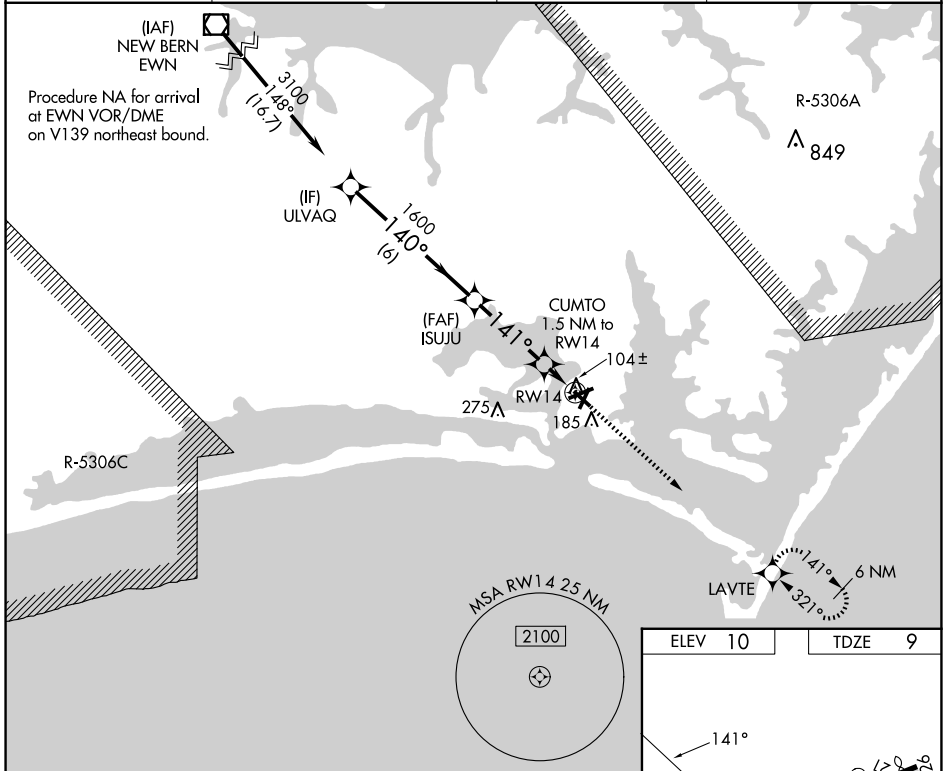 (IAF)
NEW BERN
EWN
Procedure NA for arrival
at EWN VOR/DME
on V139 northeast bound.
3100
148°
(16.7)
R-5306A
849
(IF)
ULVAQ
1600
140°
(6)
(FAF)
ISUJU
141°
CUMTO
1.5 NM to
RW14
104±
RW14
275
185
R-5306C
LAVTE
141°
321°
6 NM
MSA RW14 25 NM
2100
ELEV 10
TDZE 9
141°